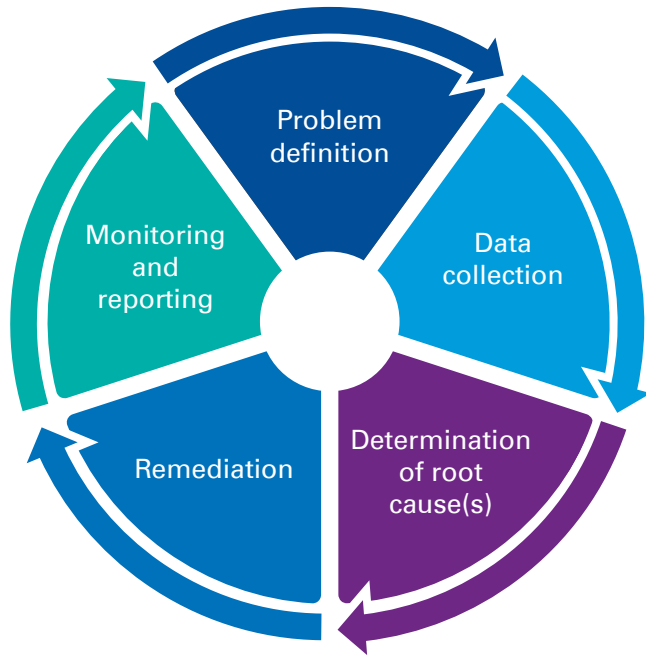 Problem
definition
Data
collection
Determination
of root
cause(s)
Remediation
Monitoring
and
reporting